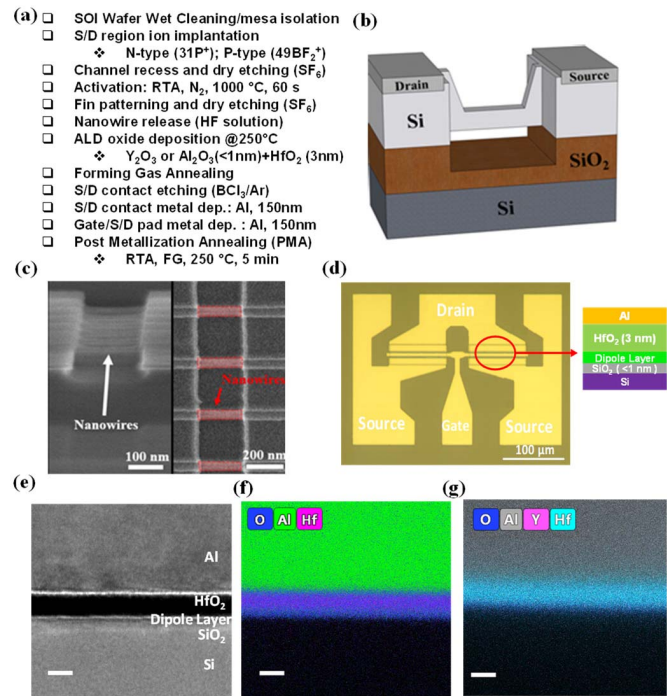 (a)
❑ SOI Wafer Wet Cleaning/mesa isolation
❑ S/D region ion implantation
❖ N-type (31P⁺); P-type (49BF₂⁺)
❑ Channel recess and dry etching (SF₆)
❑ Activation: RTA, N₂, 1000 °C, 60 s
❑ Fin patterning and dry etching (SF₆)
❑ Nanowire release (HF solution)
❑ ALD oxide deposition @250°C
❖ Y₂O₃ or Al₂O₃(<1nm)+HfO₂ (3nm)
❑ Forming Gas Annealing
❑ S/D contact etching (BCl₃/Ar)
❑ S/D contact metal dep.: Al, 150nm
❑ Gate/S/D pad metal dep. : Al, 150nm
❑ Post Metallization Annealing (PMA)
❖ RTA, FG, 250 °C, 5 min
(b)
Drain
Source
Si
SiO₂
Si
(c)
Nanowires
100 nm
Nanowires
200 nm
(d)
Drain
Source
Gate
Source
100 µm
Al
HfO₂ (3 nm)
Dipole Layer
SiO₂ (<1 nm)
Si
(e)
Al
HfO₂
Dipole Layer
SiO₂
Si
(f)
O Al Hf
(g)
O Al Y Hf